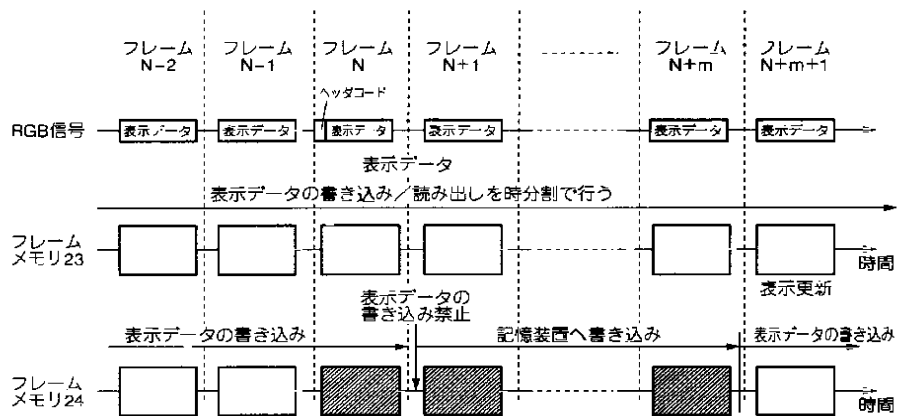 フレーム
N-2
フレーム
N-1
フレーム
N
フレーム
N+1
フレーム
N+m
フレーム
N+m+1
ヘッダコード
RGB信号
表示データ
表示データ
表示データ
表示データ
表示データ
表示データ
表示データ
表示データの書き込み/読み出しを時分割で行う
フレーム
メモリ23
時間
表示更新
表示データの
書き込み禁止
表示データの書き込み
記憶装置へ書き込み
表示データの書き込み
フレーム
メモリ24
時間